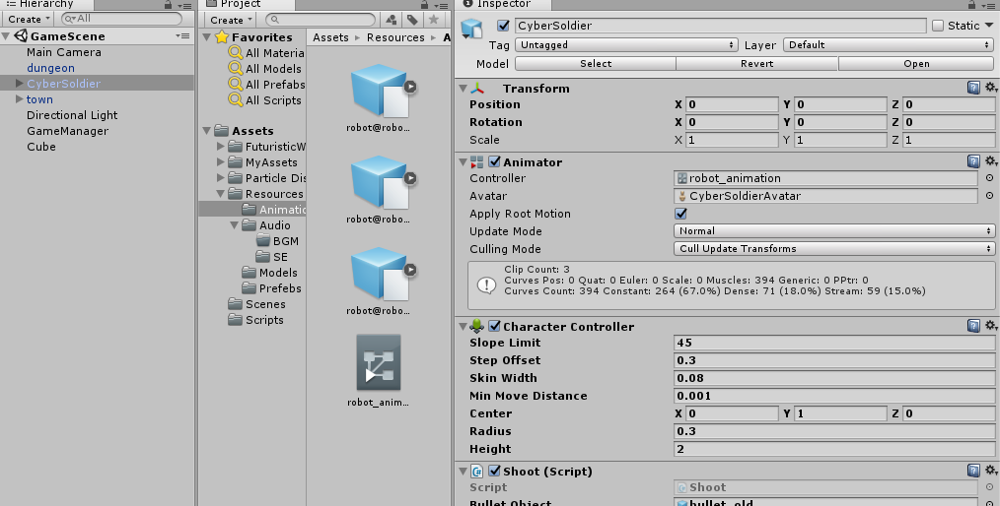 Hierarchy
Create
All
GameScene
Main Camera
dungeon
CyberSoldier
town
Directional Light
GameManager
Cube
Project
Create
Favorites
All Materia
All Models
All Prefabs
All Scripts
Assets
FuturisticW
MyAssets
Particle Dis
Resources
Animatic
Audio
BGM
SE
Models
Prefebs
Scenes
Scripts
Assets Resources A
robot@robo...
robot@robo...
robot@robo...
robot_anim...
Inspector
CyberSoldier Static
Tag Untagged Layer Default
Model Select Revert Open
Transform
Position X 0 Y 0 Z 0
Rotation X 0 Y 0 Z 0
Scale X 1 Y 1 Z 1
Animator
Controller robot_animation
Avatar CyberSoldierAvatar
Apply Root Motion
Update Mode Normal
Culling Mode Cull Update Transforms
Clip Count: 3
Curves Pos: 0 Quat: 0 Euler: 0 Scale: 0 Muscles: 394 Generic: 0 PPtr: 0
Curves Count: 394 Constant: 264 (67.0%) Dense: 71 (18.0%) Stream: 59 (15.0%)
Character Controller
Slope Limit 45
Step Offset 0.3
Skin Width 0.08
Min Move Distance 0.001
Center X 0 Y 1 Z 0
Radius 0.3
Height 2
Shoot (Script)
Script Shoot
Bullet Object bullet_old